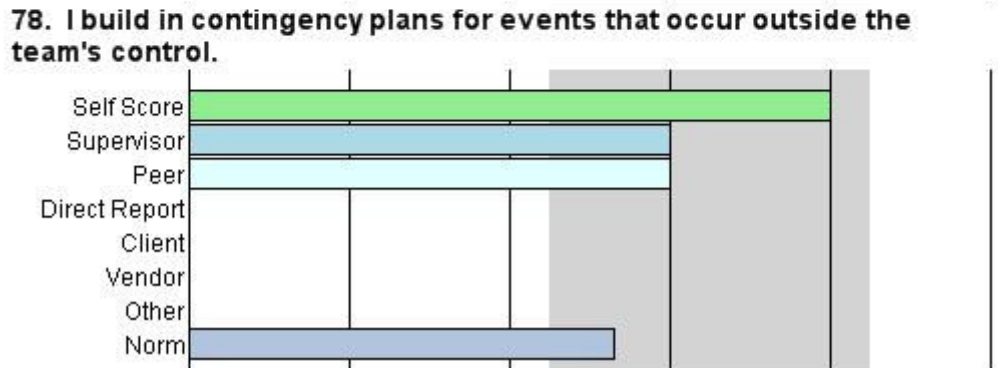 78. I build in contingency plans for events that occur outside the
team's control.
Self Score
Supervisor
Peer
Direct Report
Client
Vendor
Other
Norm